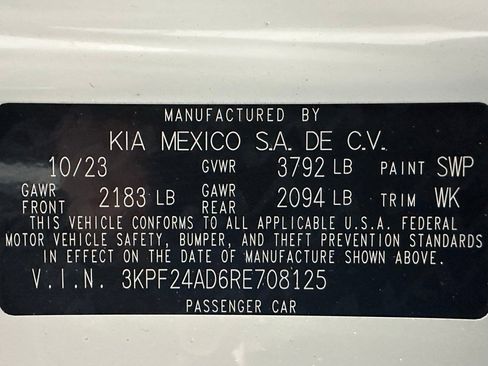 MANUFACTURED BY
KIA MEXICO S.A. DE C.V.
10/23 GVWR 3792 LB PAINT SWP
GAWR FRONT 2183 LB GAWR REAR 2094 LB TRIM WK
THIS VEHICLE CONFORMS TO ALL APPLICABLE U.S.A. FEDERAL
MOTOR VEHICLE SAFETY, BUMPER, AND THEFT PREVENTION STANDARDS
IN EFFECT ON THE DATE OF MANUFACTURE SHOWN ABOVE.
V.I.N. 3KPF24AD6RE708125
PASSENGER CAR